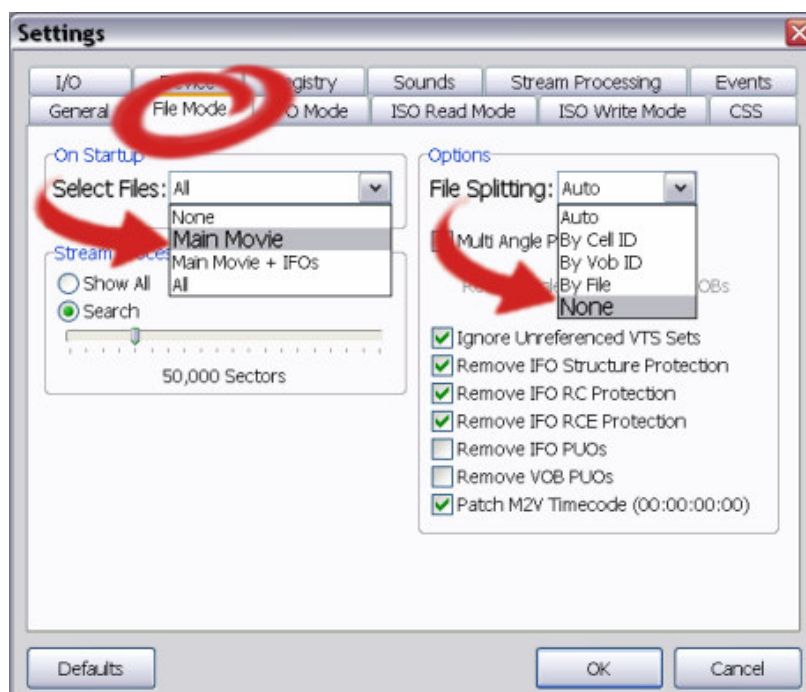 Settings
I/O Registry Sounds Stream Processing Events
General File Mode Mode ISO Read Mode ISO Write Mode CSS
On Startup Options
Select Files: All File Splitting: Auto
None Auto
Main Movie Multi Angle By Cell ID
Main Movie + IFOs By Vob ID
Show All All By File OBs
Search None
Ignore Unreferenced VTS Sets
Remove IFO Structure Protection
50,000 Sectors
Remove IFO RC Protection
Remove IFO RCE Protection
Remove IFO PUOs
Remove VOB PUOs
Patch M2V Timecode (00:00:00:00)
Defaults OK Cancel